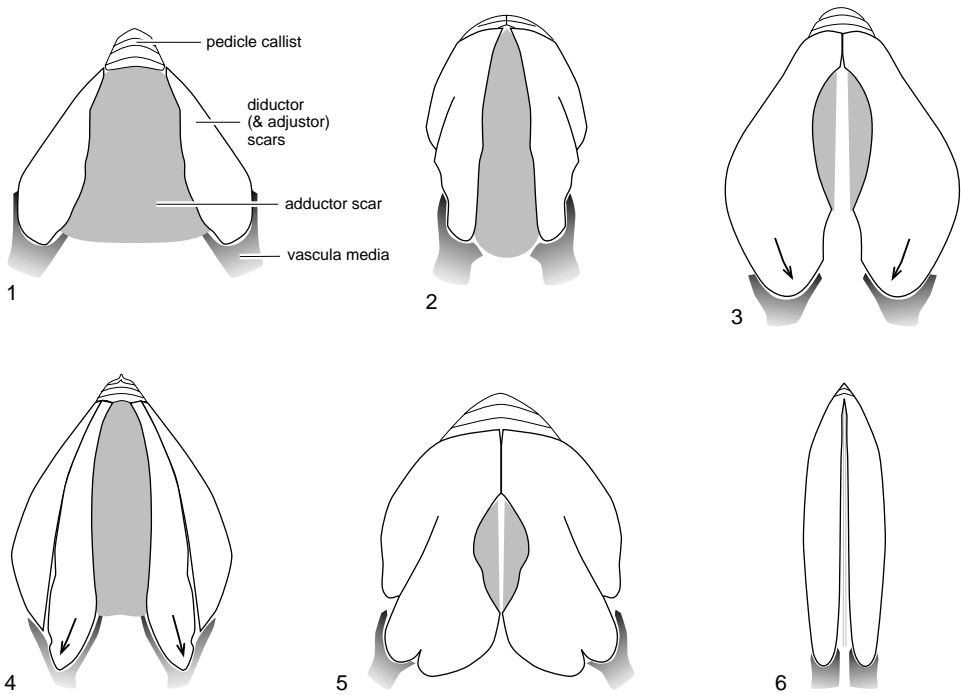 pedicle callist
diductor
(& adjustor)
scars
adductor scar
vascula media
1
2
3
4
5
6